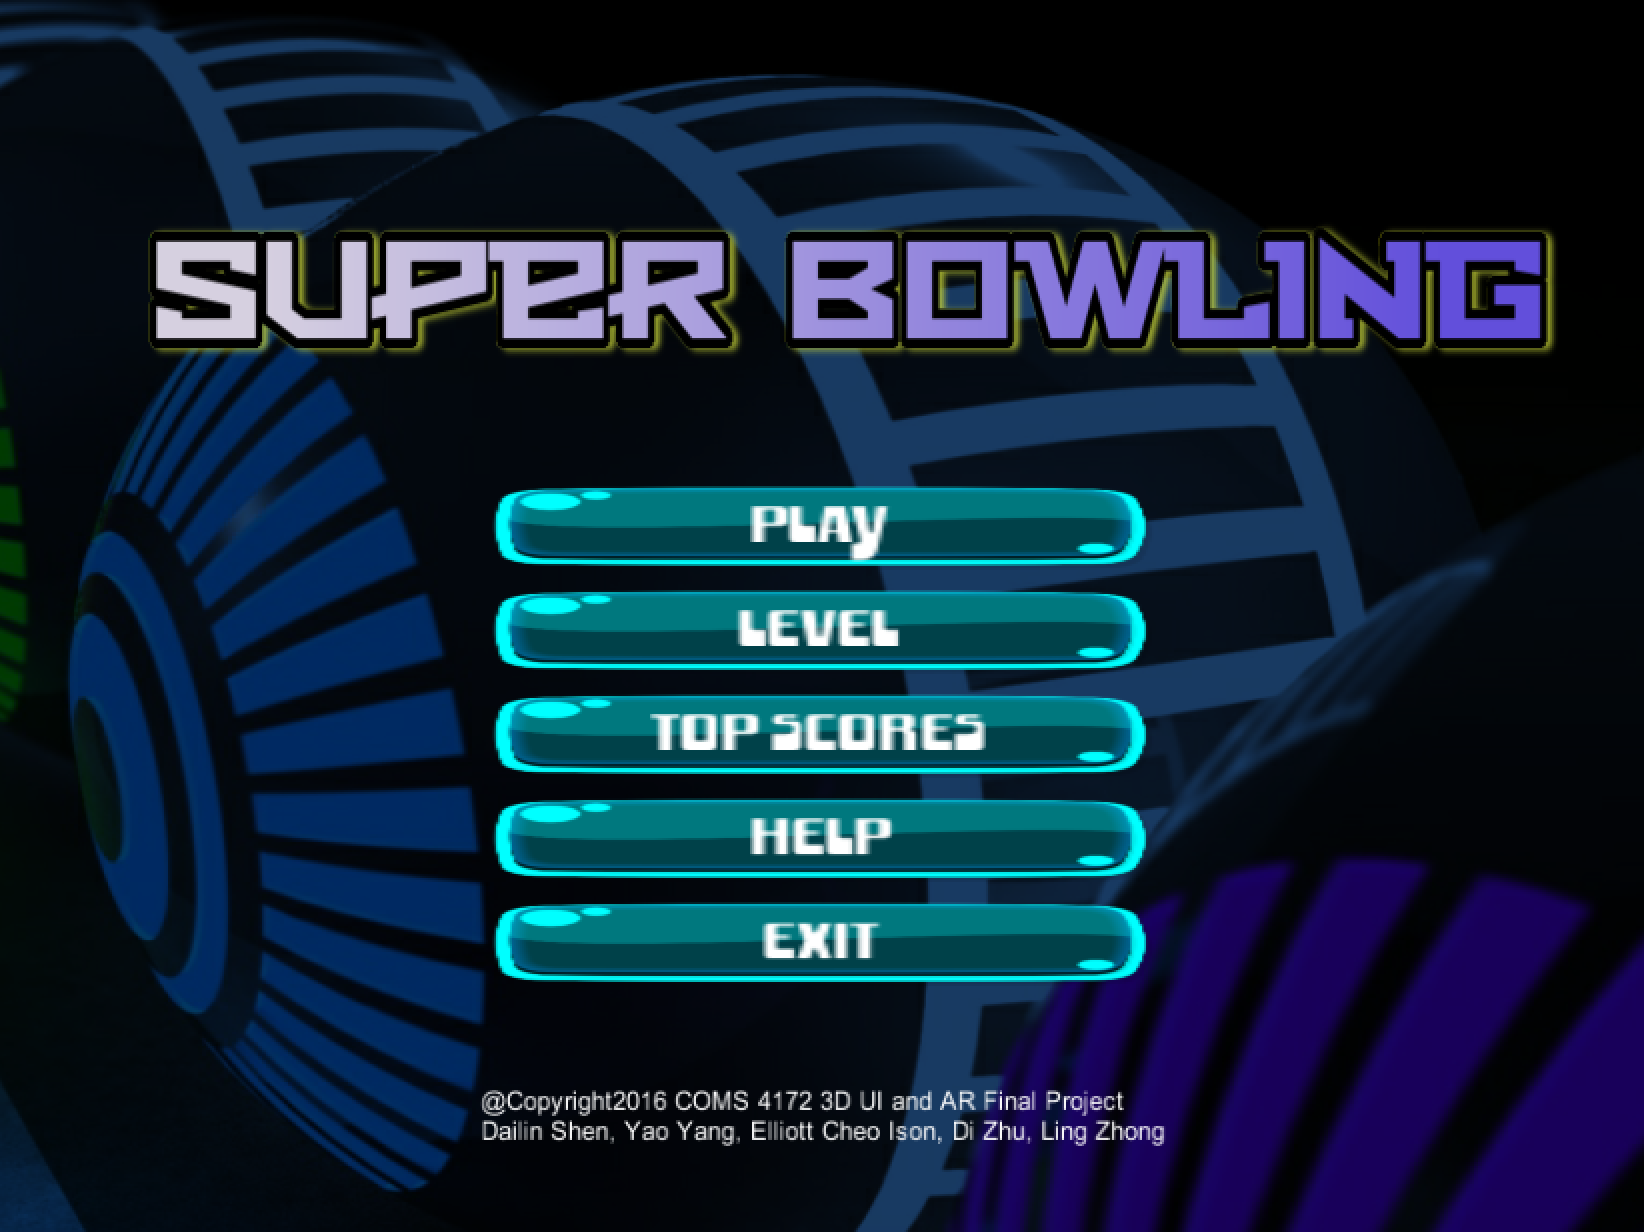 SUPER BOWLING
PLAY
LEVEL
TOP SCORES
HELP
EXIT
@Copyright2016 COMS 4172 3D UI and AR Final Project
Dailin Shen, Yao Yang, Elliott Cheo Ison, Di Zhu, Ling Zhong